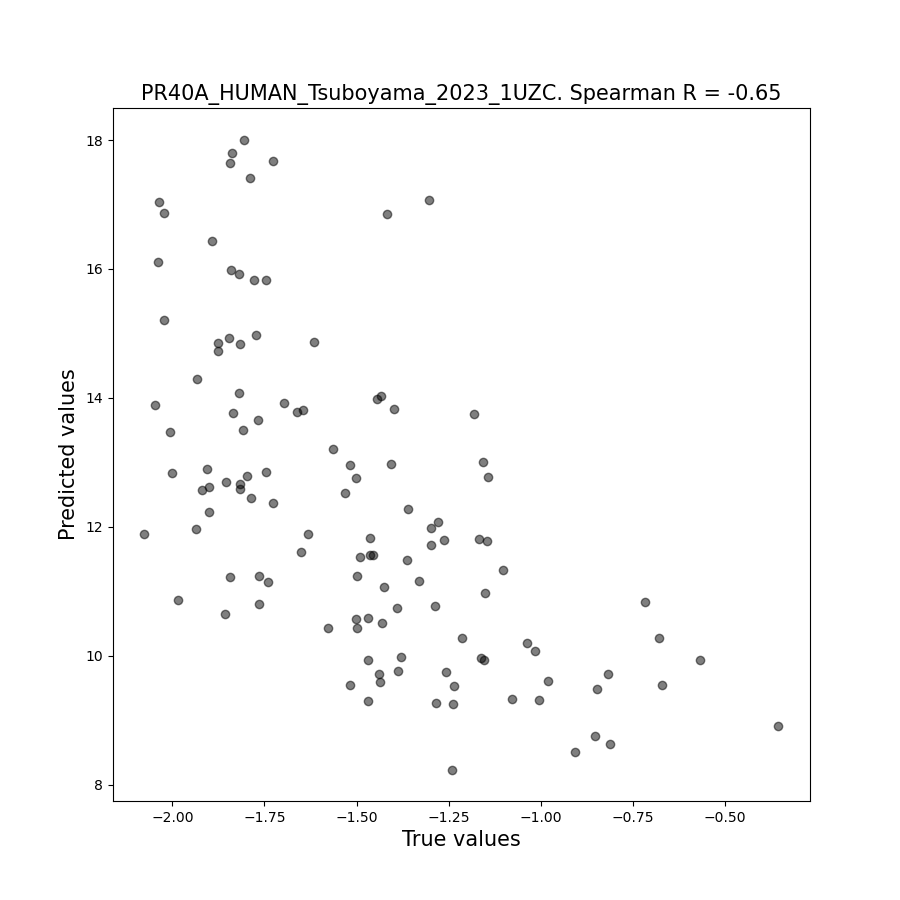 PR40A_HUMAN_Tsuboyama_2023_1UZC. Spearman R = -0.65
18
16
14
12
10
8
Predicted values
−2.00 −1.75 −1.50 −1.25 −1.00 −0.75 −0.50
True values